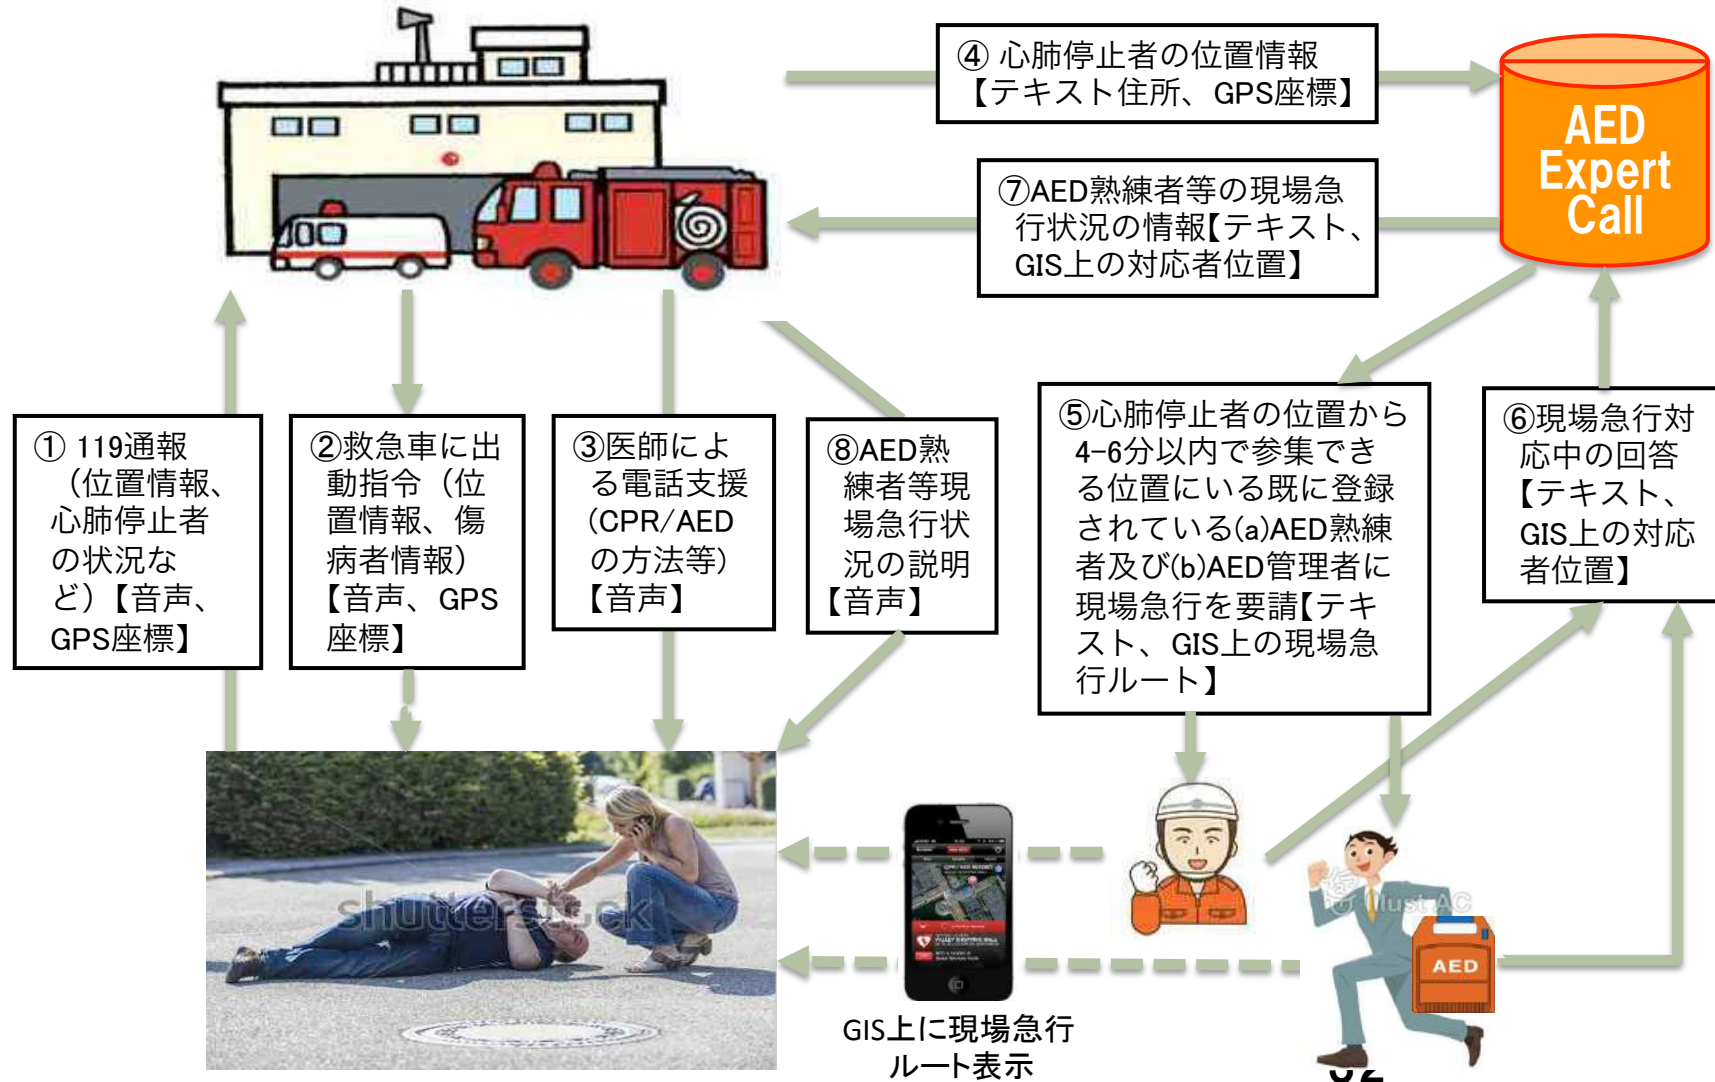 ④ 心肺停止者の位置情報
【テキスト住所、GPS座標】
AED
Expert
Call
⑦AED熟練者等の現場急
行状況の情報【テキスト、
GIS上の対応者位置】
① 119通報
（位置情報、
心肺停止者
の状況な
ど）【音声、
GPS座標】
②救急車に出
動指令（位
置情報、傷
病者情報）
【音声、GPS
座標】
③医師によ
る電話支援
（CPR/AED
の方法等）
【音声】
⑧AED熟
練者等現
場急行状
況の説明
【音声】
⑤心肺停止者の位置から
4-6分以内で参集でき
る位置にいる既に登録
されている(a)AED熟練
者及び(b)AED管理者に
現場急行を要請【テキ
スト、GIS上の現場急
行ルート】
⑥現場急行対
応中の回答
【テキスト、
GIS上の対応
者位置】
shutterstock
AED
GIS上に現場急行
ルート表示